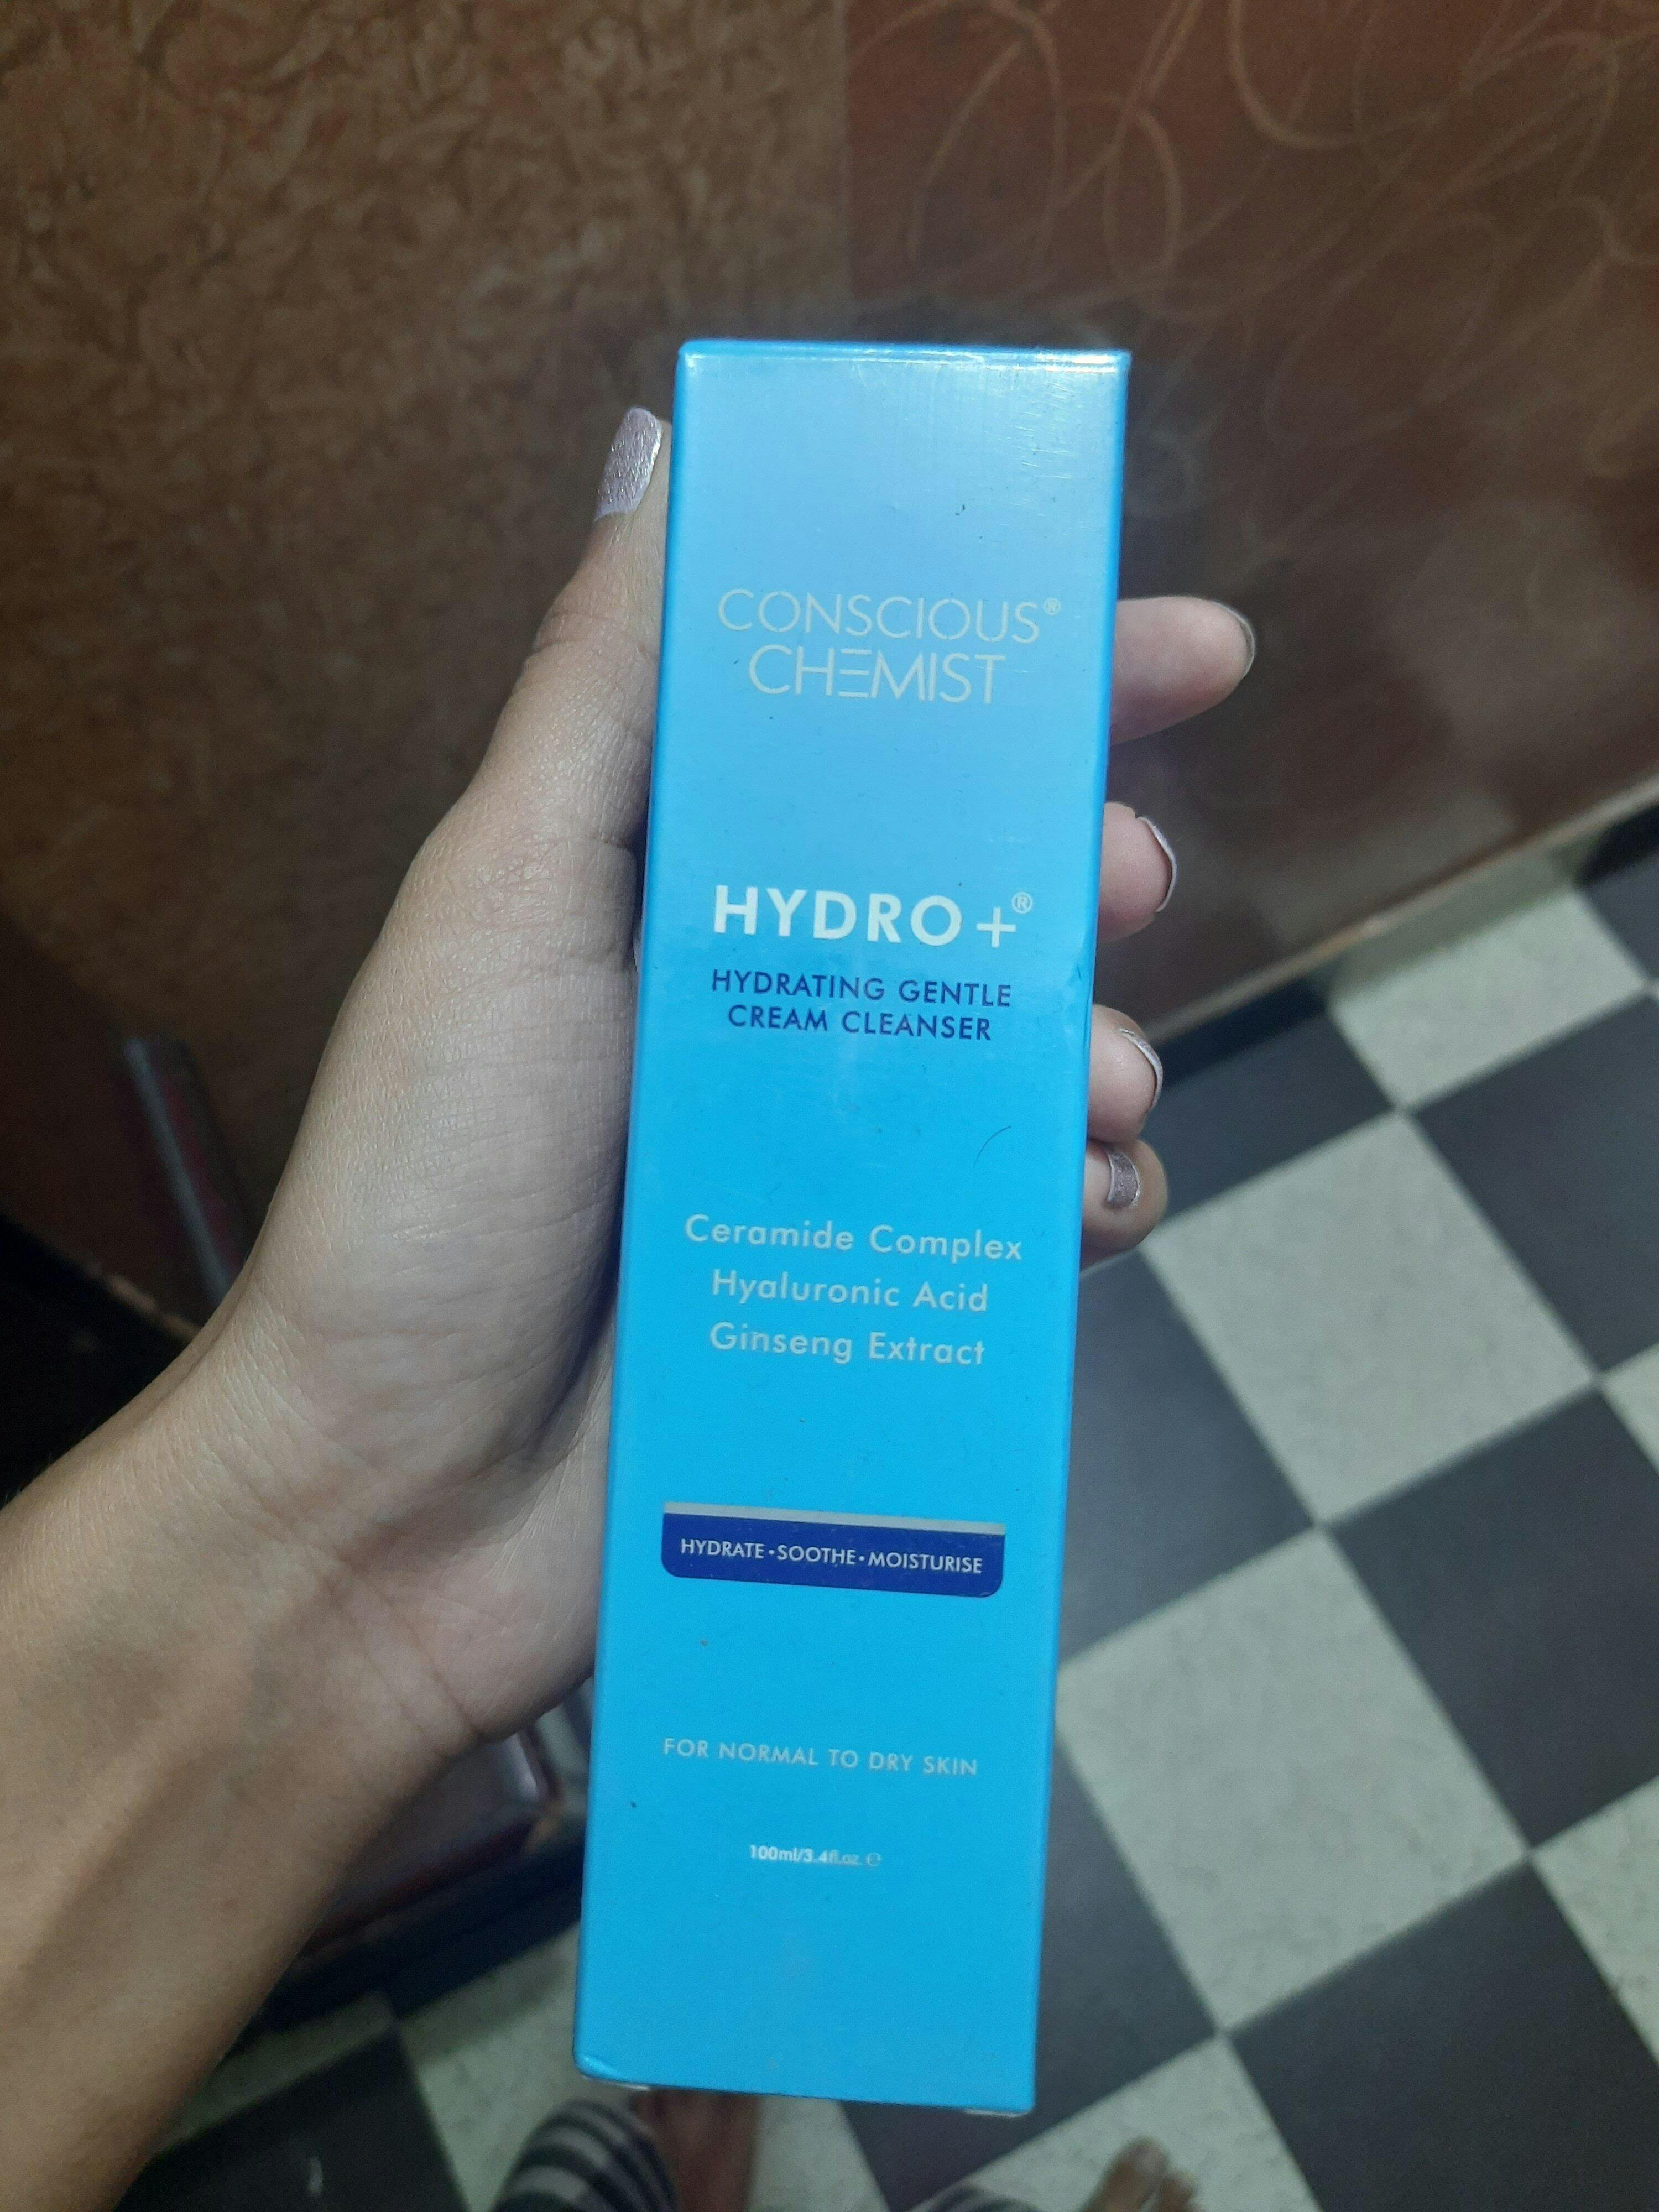 CONSCIOUS®
CHEMIST
HYDRO+®
HYDRATING GENTLE
CREAM CLEANSER
Ceramide Complex
Hyaluronic Acid
Ginseng Extract
HYDRATE•SOOTHE•MOISTURISE
FOR NORMAL TO DRY SKIN
100ml/3.4fl.oz ℮